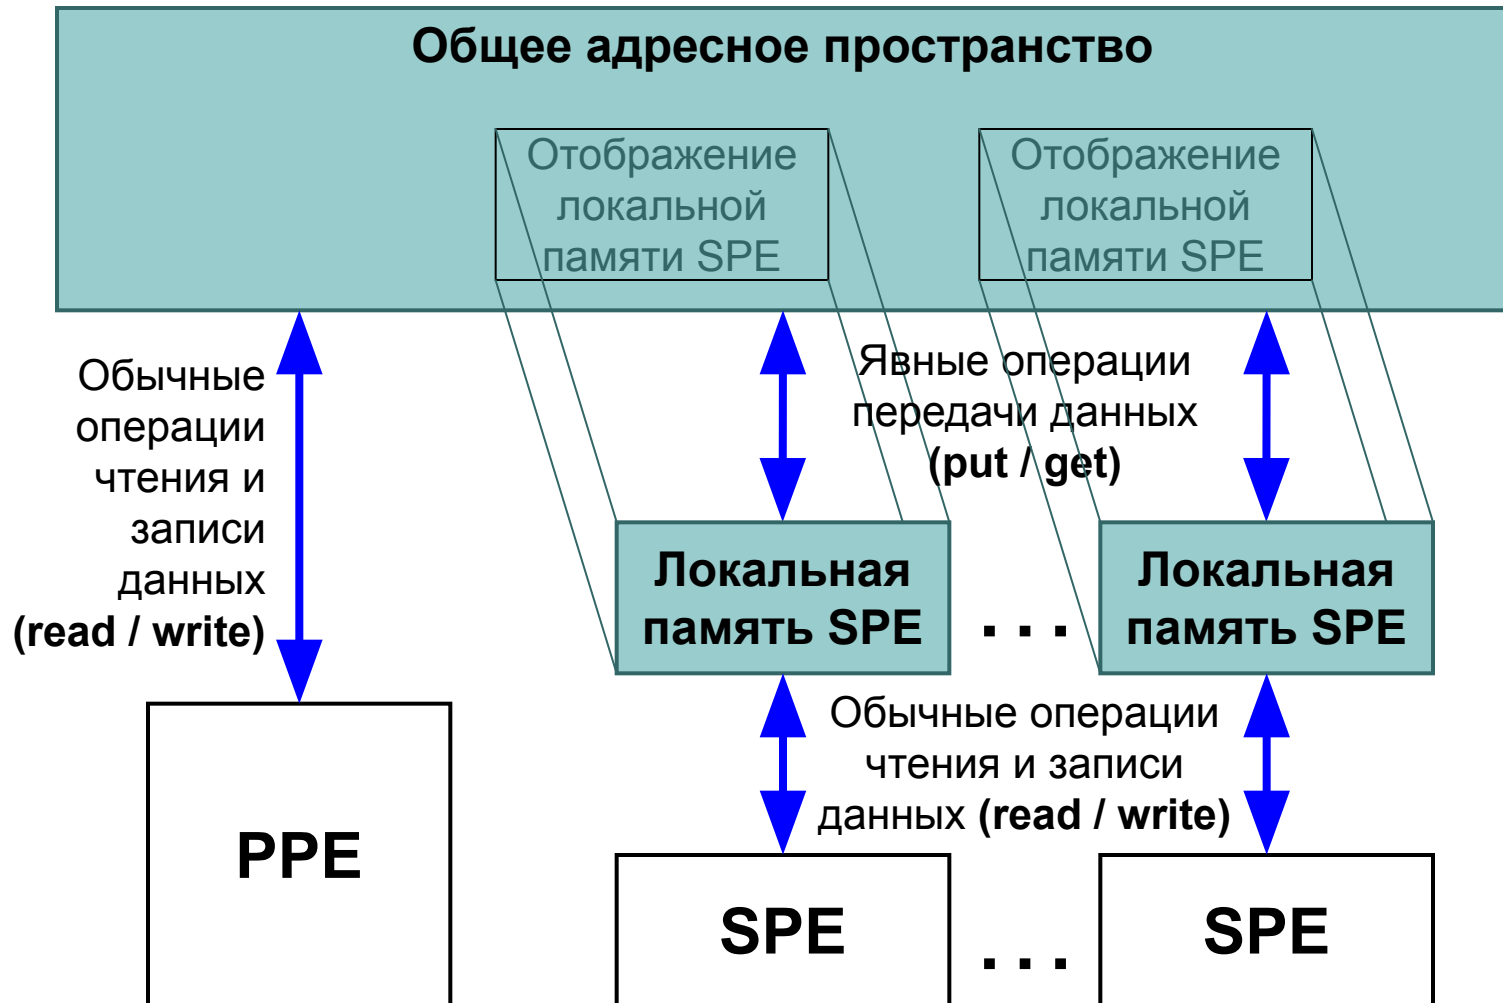 Общее адресное пространство
Отображение
локальной
памяти SPE
Отображение
локальной
памяти SPE
Обычные
операции
чтения и
записи
данных
(read / write)
Явные операции
передачи данных
(put / get)
Локальная
память SPE
. . .
Локальная
память SPE
Обычные операции
чтения и записи
данных (read / write)
PPE
SPE
. . .
SPE